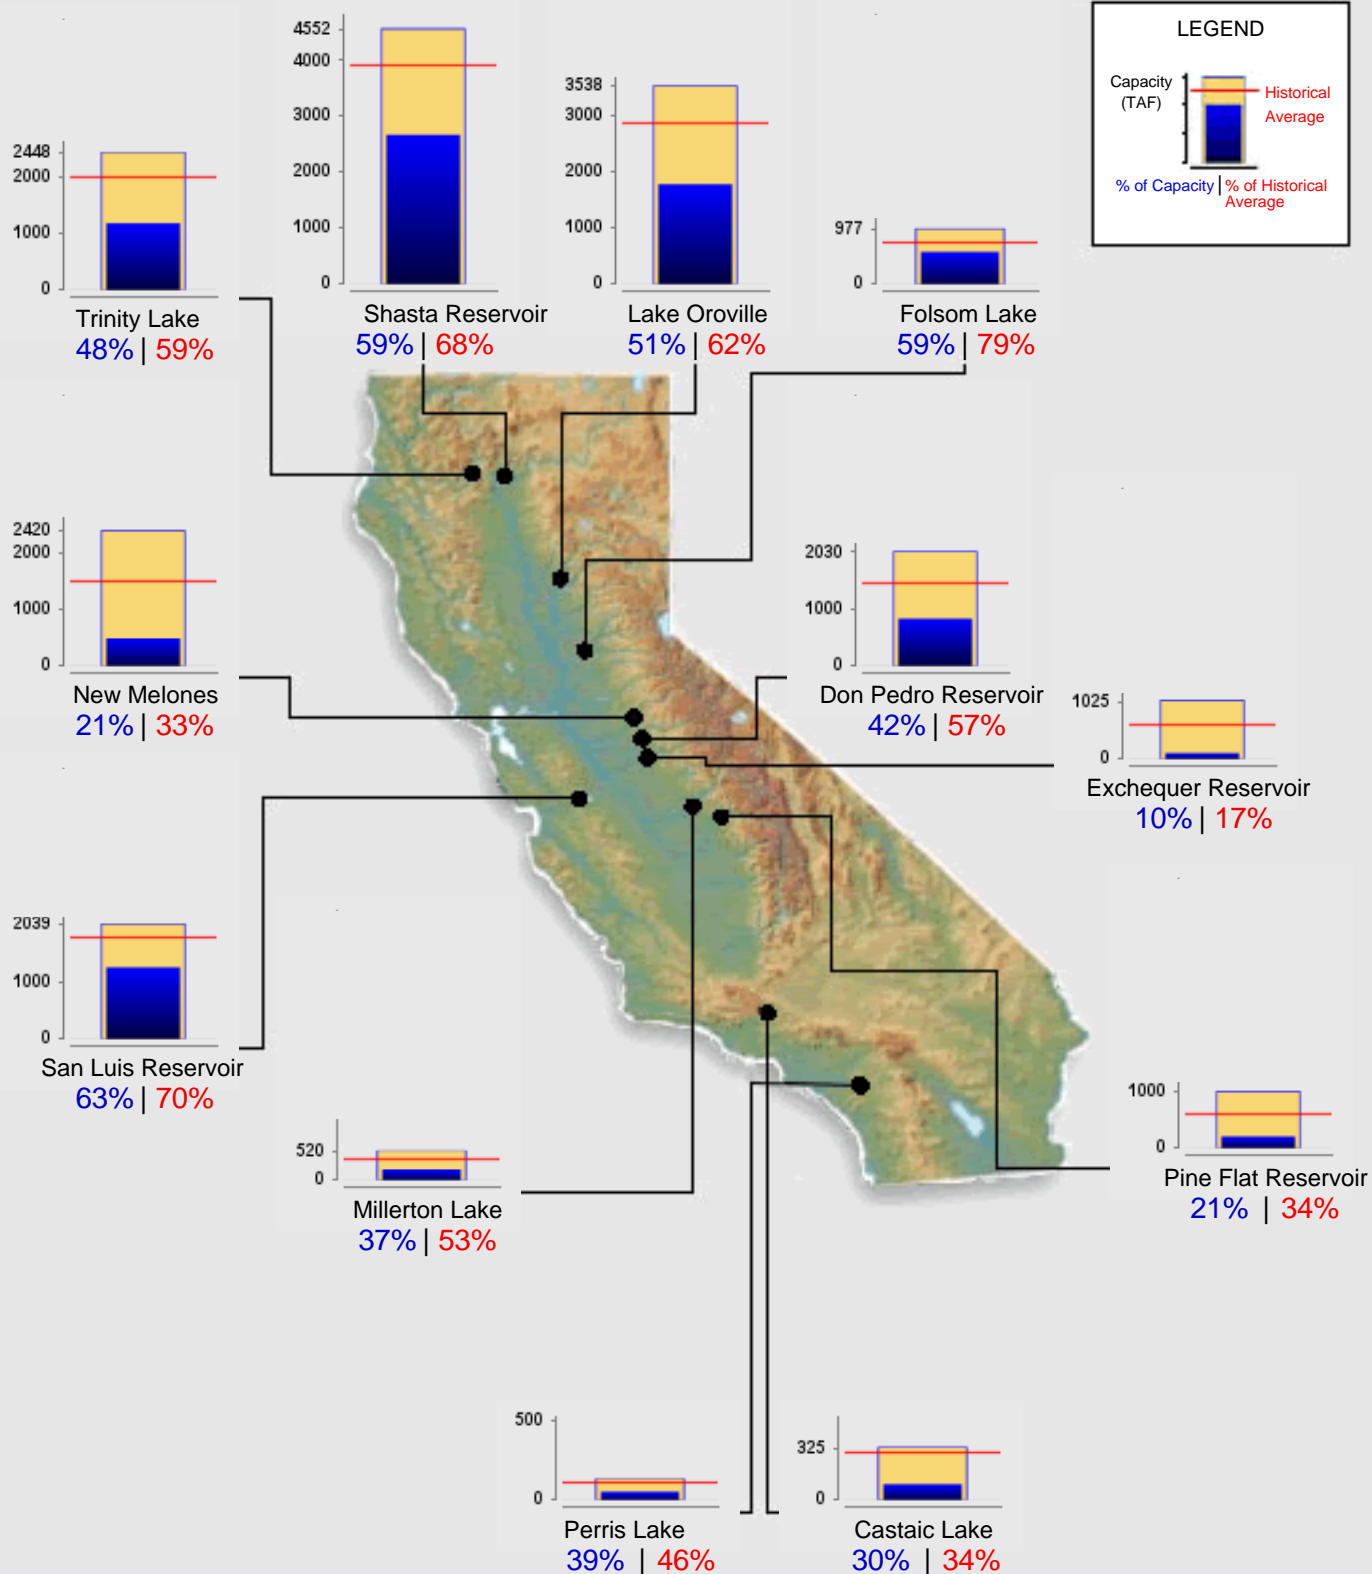 LEGEND
Capacity
(TAF)
Historical
Average
% of Capacity | % of Historical
Average
4552
4000
3000
2000
1000
0
Shasta Reservoir
59% | 68%
3538
3000
2000
1000
0
Lake Oroville
51% | 62%
977
0
Folsom Lake
59% | 79%
2448
2000
1000
0
Trinity Lake
48% | 59%
2420
2000
1000
0
New Melones
21% | 33%
2030
1000
0
Don Pedro Reservoir
42% | 57%
1025
0
Exchequer Reservoir
10% | 17%
2039
1000
0
San Luis Reservoir
63% | 70%
520
0
Millerton Lake
37% | 53%
1000
0
Pine Flat Reservoir
21% | 34%
500
0
Perris Lake
39% | 46%
325
0
Castaic Lake
30% | 34%